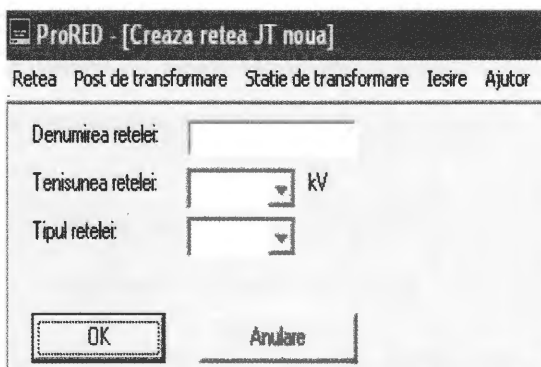 ProRED - [Creaza retea JT noua]
Retea Post de transformare Statie de transformare Iesire Ajutor
Denumirea retelei:
Tenisunea retelei: kV
Tipul retelei:
OK Anulare